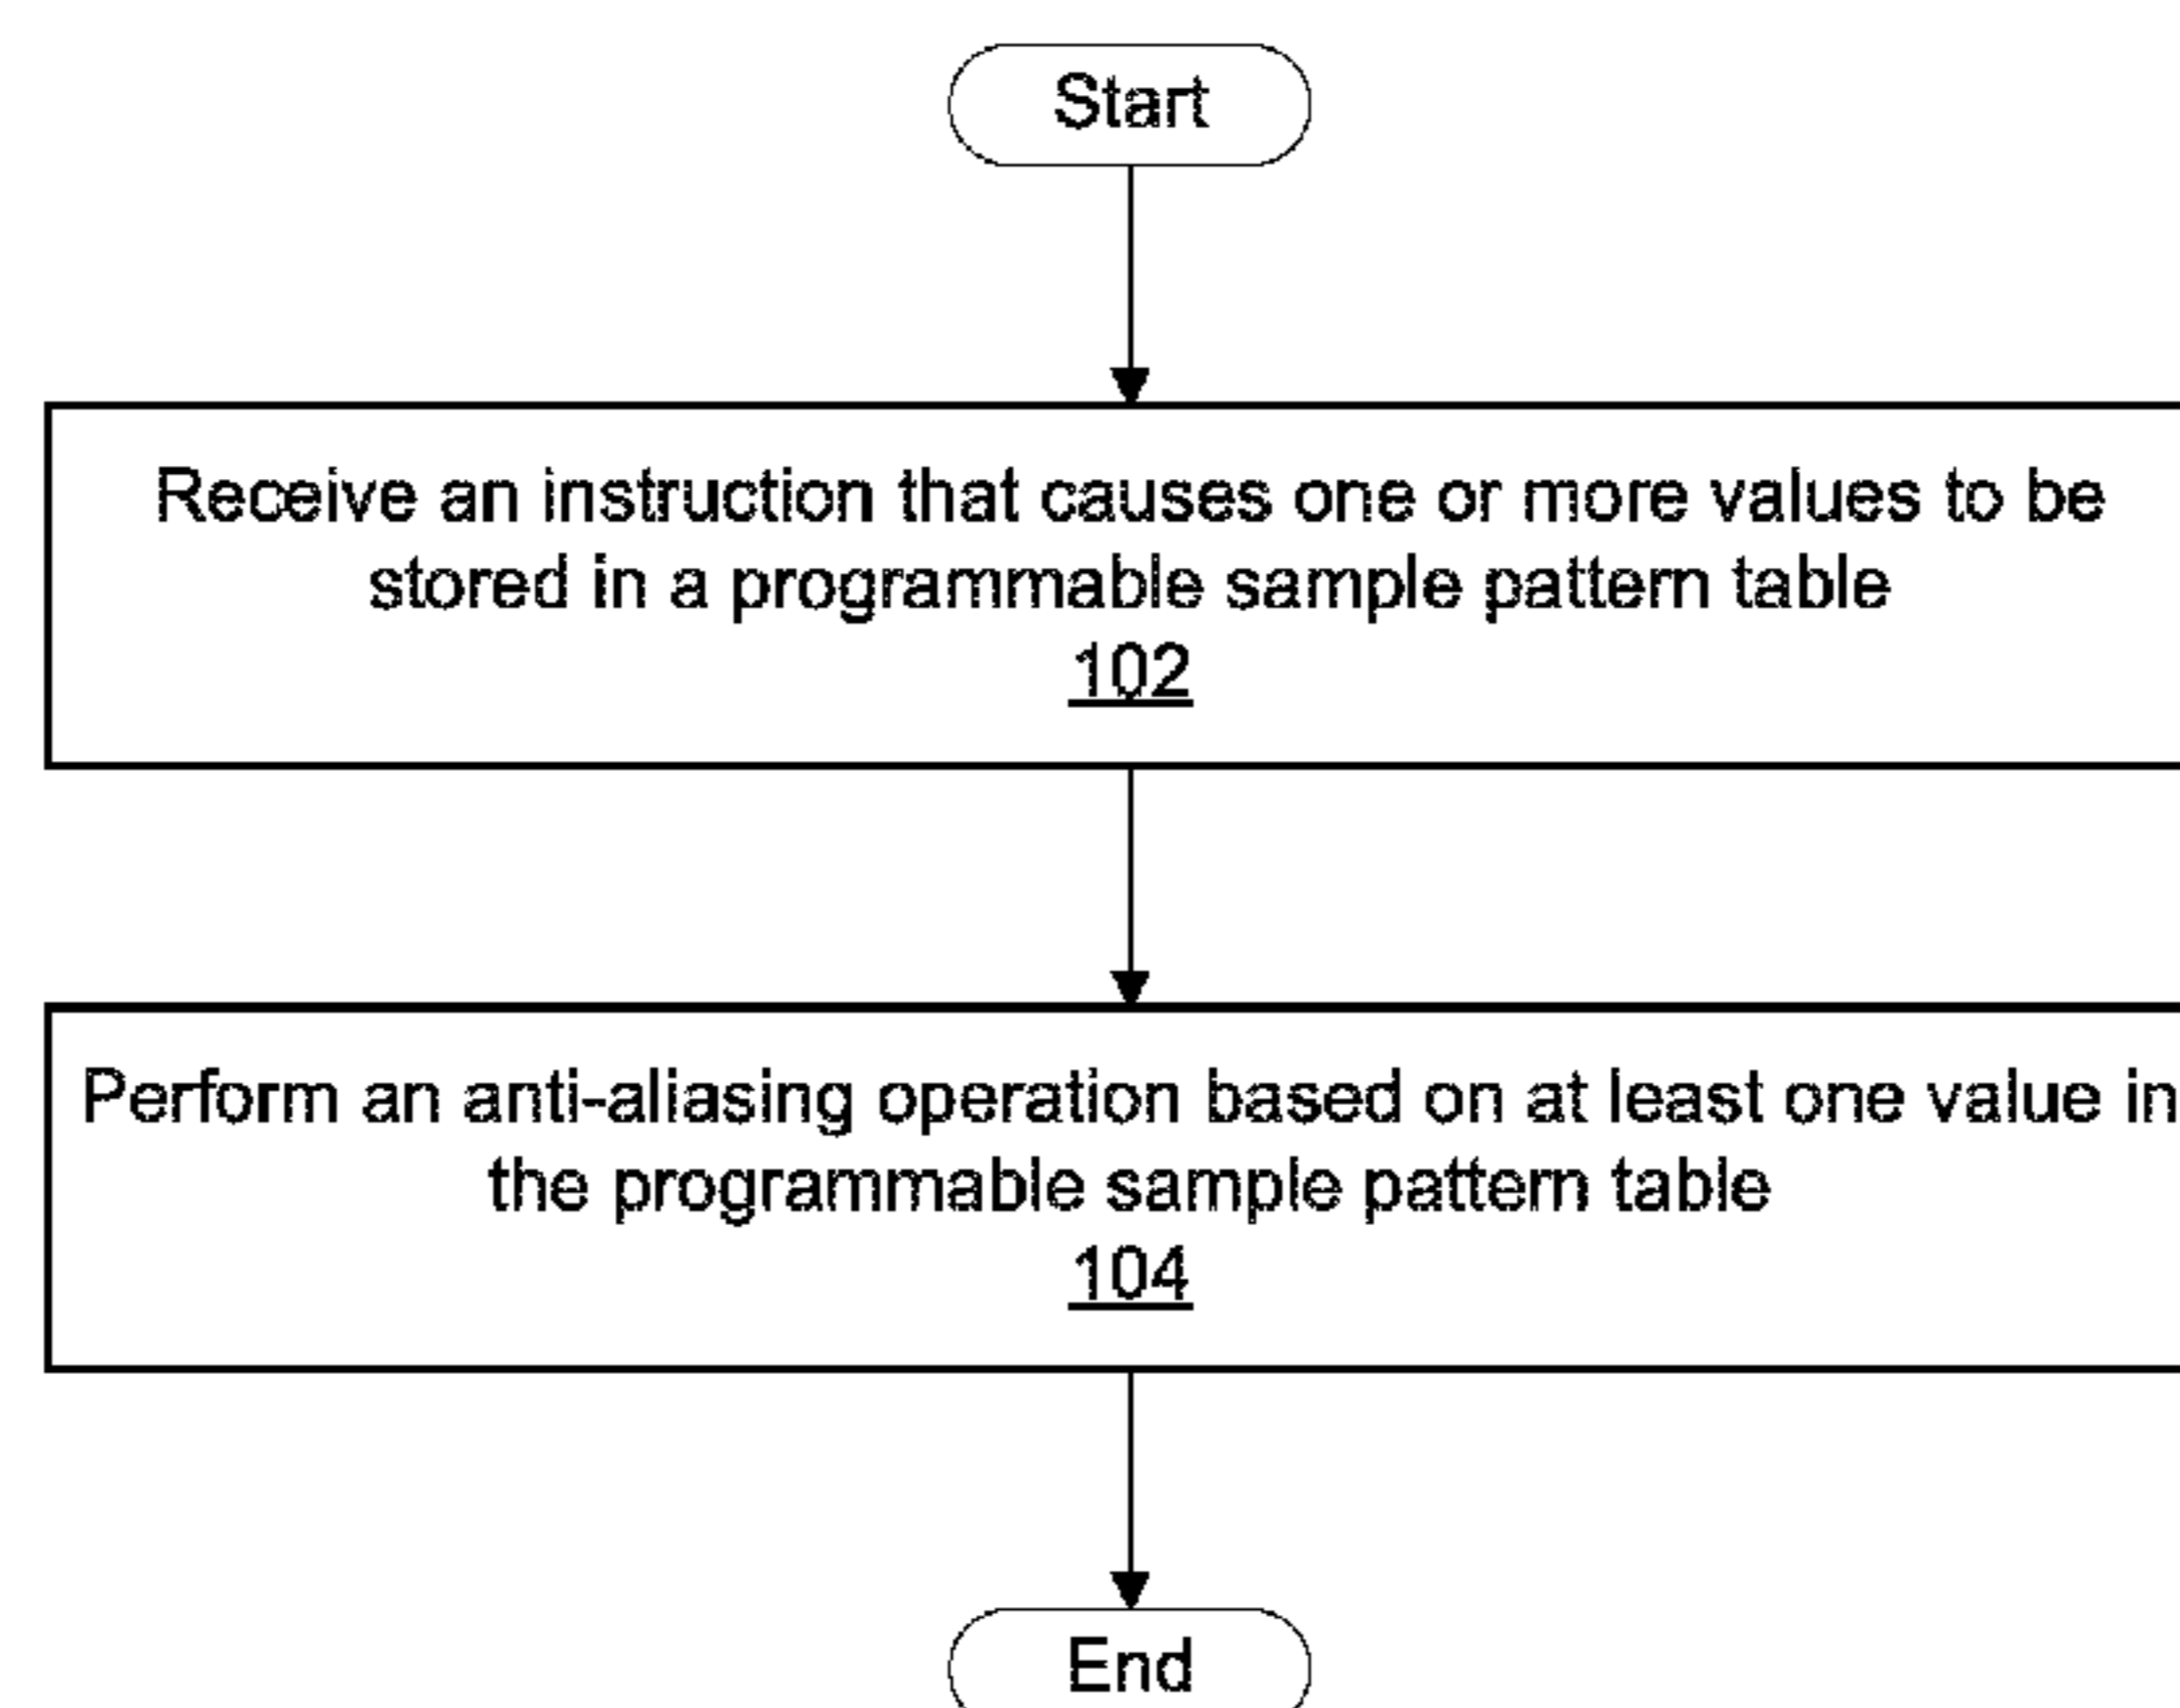 Start
Receive an instruction that causes one or more values to be
stored in a programmable sample pattern table
102
Perform an anti-aliasing operation based on at least one value in
the programmable sample pattern table
104
End